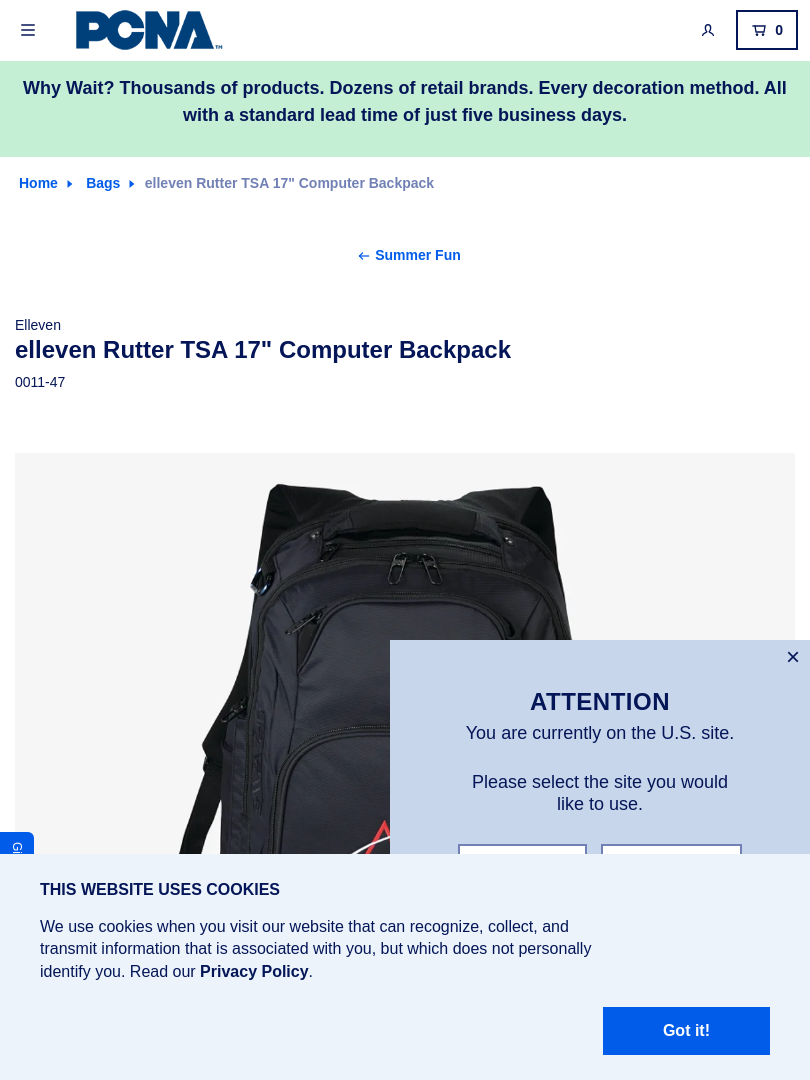 PCNA™
0
Why Wait? Thousands of products. Dozens of retail brands. Every decoration method. All
with a standard lead time of just five business days.
Home Bags elleven Rutter TSA 17" Computer Backpack
Summer Fun
Elleven
elleven Rutter TSA 17" Computer Backpack
0011-47
ATTENTION
You are currently on the U.S. site.
Please select the site you would
like to use.
THIS WEBSITE USES COOKIES
We use cookies when you visit our website that can recognize, collect, and
transmit information that is associated with you, but which does not personally
identify you. Read our Privacy Policy.
Got it!